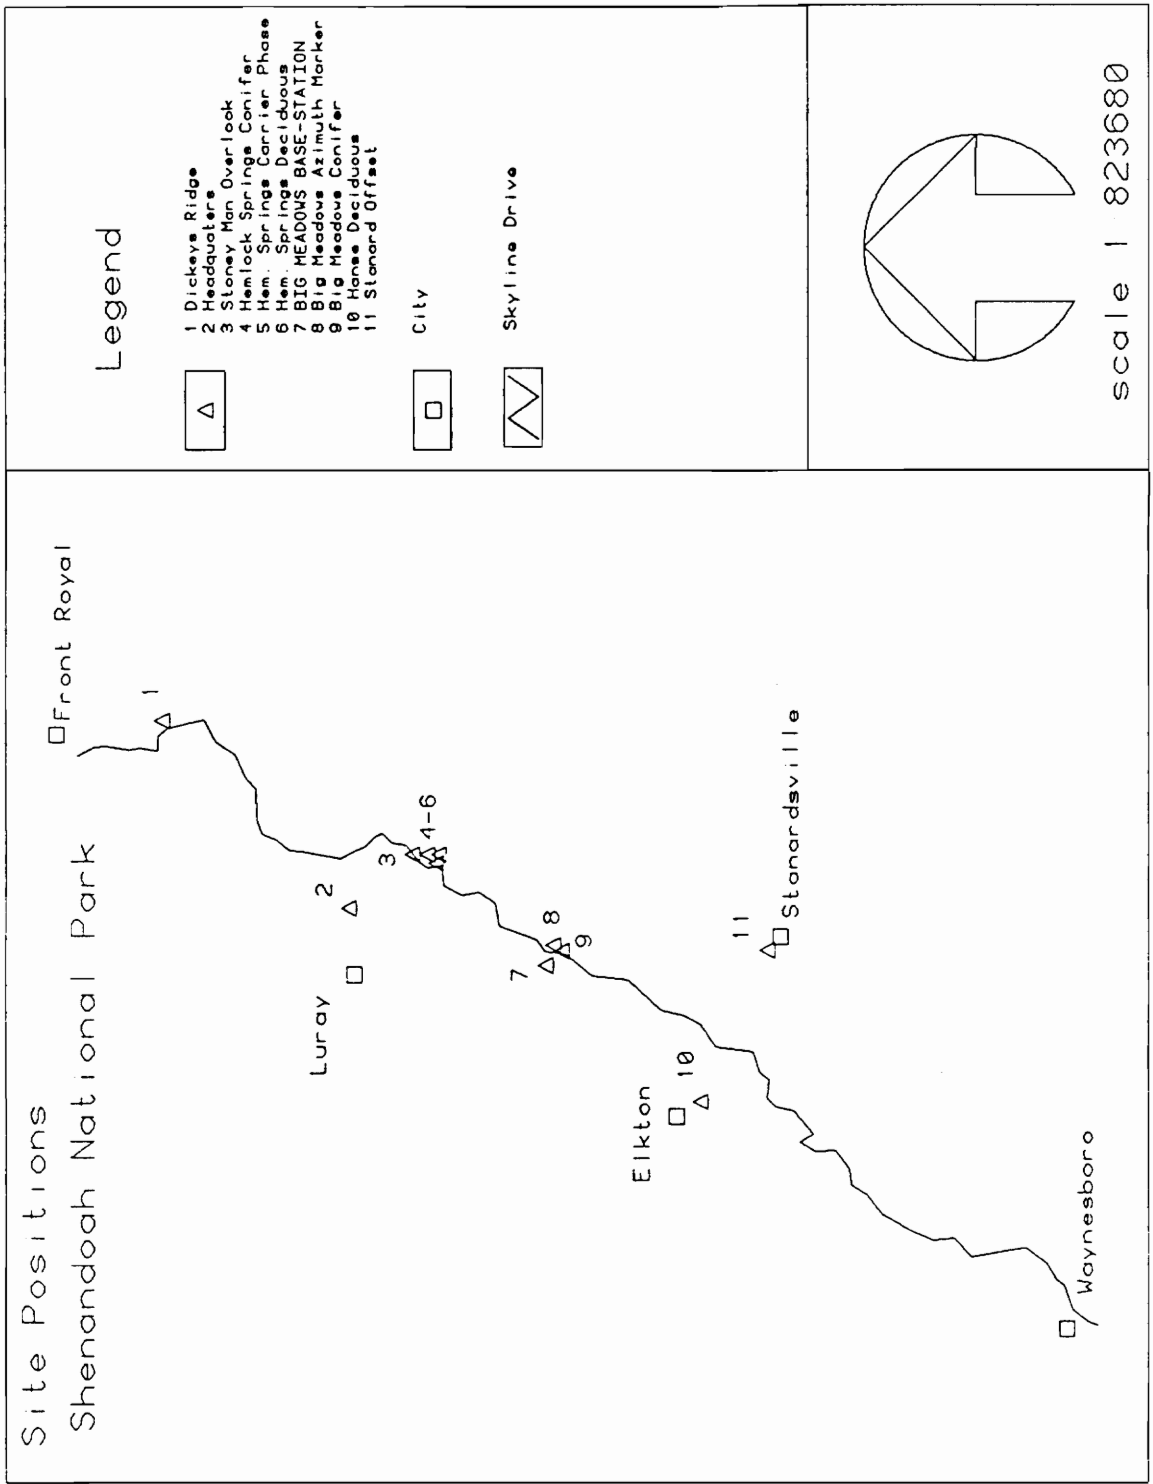 Site Positions
Shenandoah National Park
Front Royal
1
Luray
2
3
4-6
7
8
9
Elkton
10
11
Stanardsville
Waynesboro
Legend
1 Dickeys Ridge
2 Headquaters
3 Stoney Man Overlook
4 Hemlock Springs Conifer
5 Hem. Springs Carrier Phase
6 Hem. Springs Deciduous
7 BIG MEADOWS BASE-STATION
8 Big Meadows Azimuth Marker
9 Big Meadows Conifer
10 Hanse Deciduous
11 Stanard Offset
City
Skyline Drive
scale 1 823680